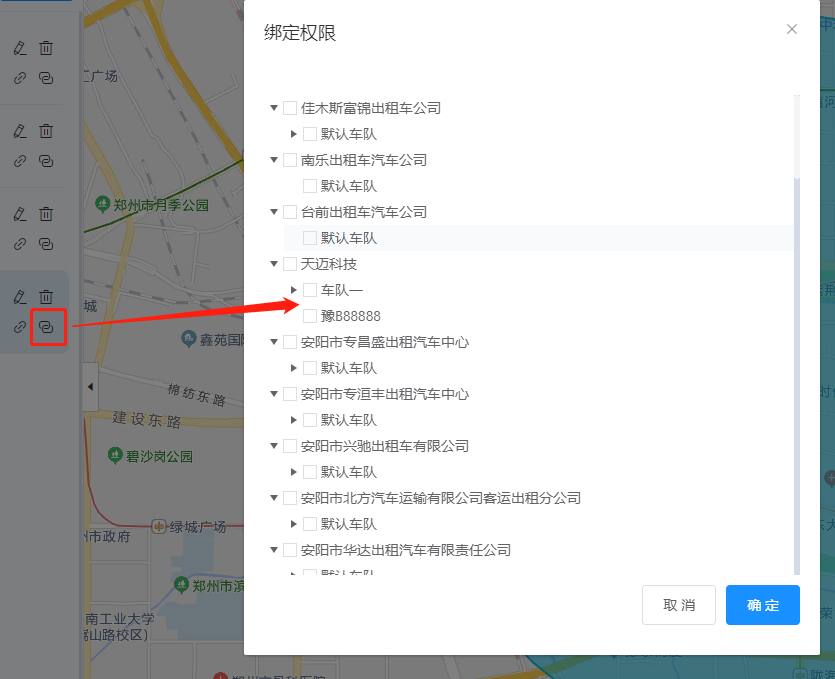 绑定权限
佳木斯富锦出租车公司
默认车队
南乐出租车汽车公司
默认车队
台前出租车汽车公司
默认车队
天迈科技
车队一
豫B88888
安阳市专昌盛出租汽车中心
默认车队
安阳市专洹丰出租汽车中心
默认车队
安阳市兴驰出租车有限公司
默认车队
安阳市北方汽车运输有限公司客运出租分公司
默认车队
安阳市华达出租汽车有限责任公司
默认车队
取 消
确 定
汇广场
郑州市月季公园
城
鑫苑国
棉纺东路
建设东路
碧沙岗公园
绿城广场
州市政府
郑州市滨
南工业大学
嵩山路校区)